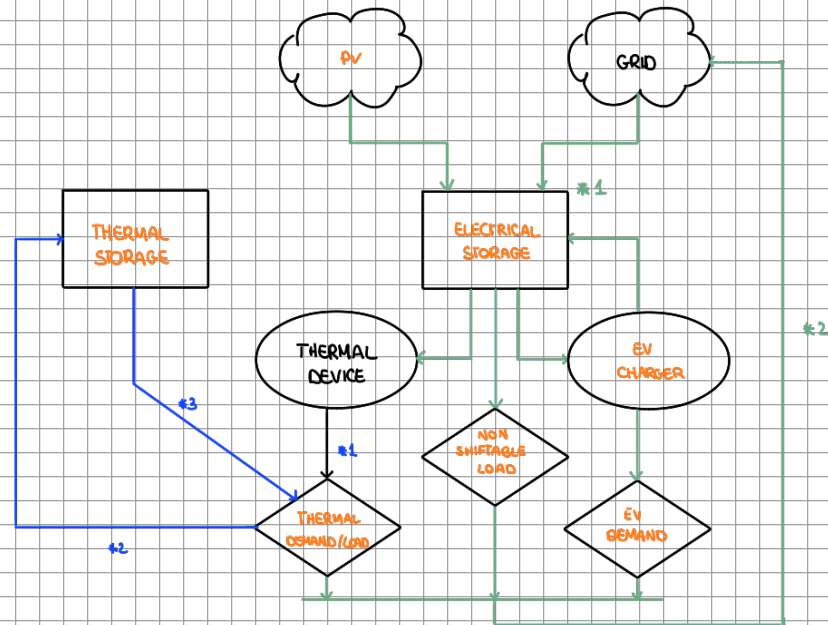 PV
GRID
*1
THERMAL
STORAGE
ELECTRICAL
STORAGE
*2
THERMAL
DEVICE
EV
CHARGER
*3
*1
NON
SHIFTABLE
LOAD
THERMAL
DEMAND/LOAD
EV
DEMAND
*2